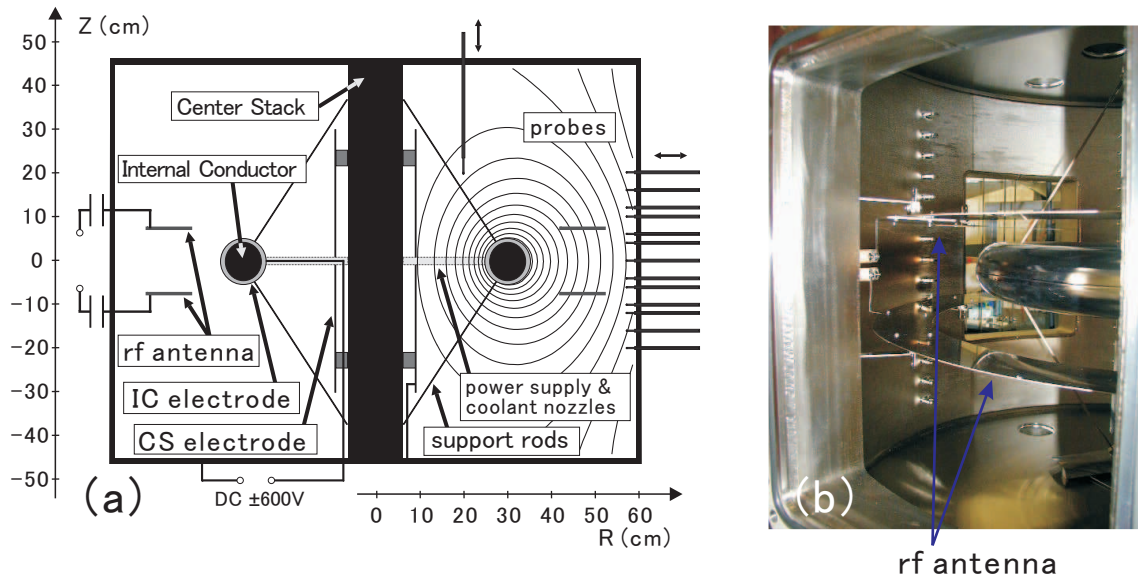 Z (cm)
50
40
30
20
10
0
-10
-20
-30
-40
-50
Center Stack
probes
Internal Conductor
rf antenna
IC electrode
CS electrode
power supply &
coolant nozzles
support rods
DC ±600V
(a)
0 10 20 30 40 50 60
R (cm)
(b)
rf antenna